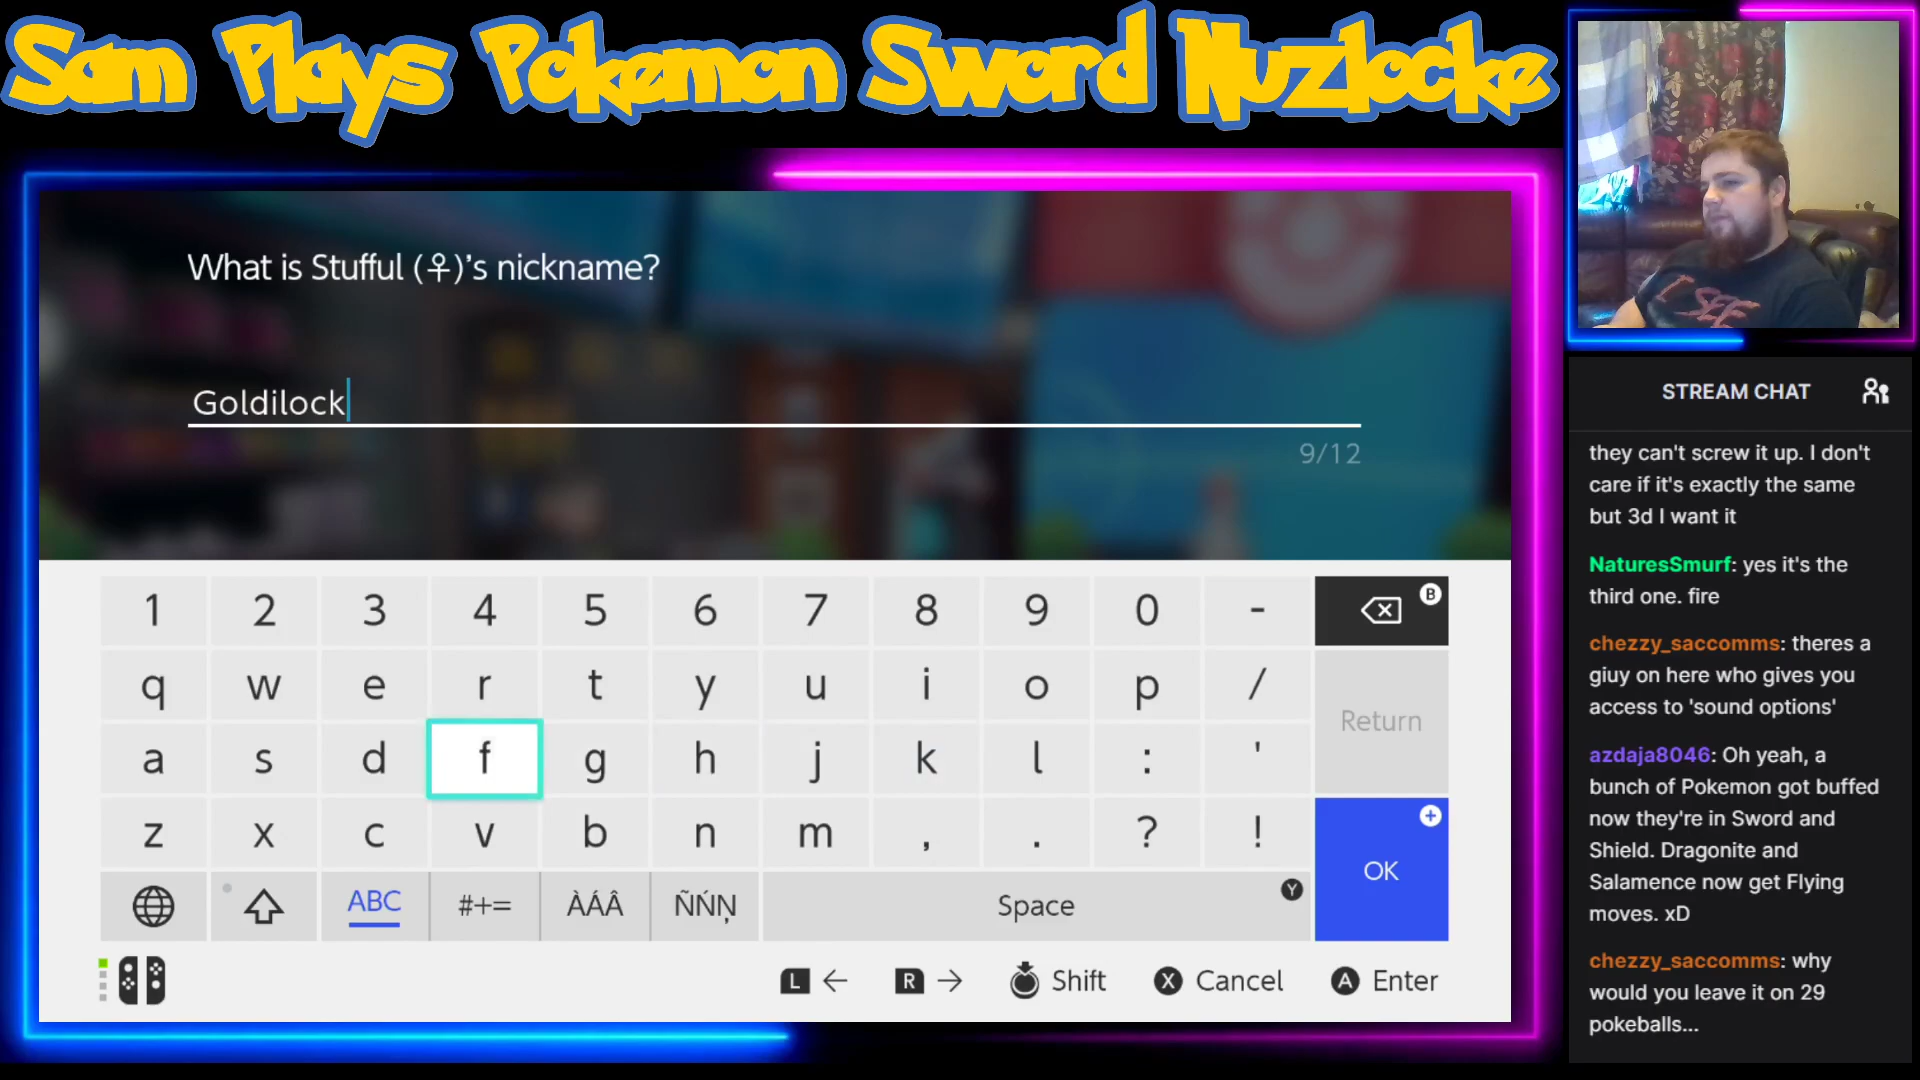 Sam Plays Pokemon Sword Nuzlocke
What is Stufful (♀)'s nickname?
Goldilock
9/12
1 2 3 4 5 6 7 8 9 0 - B
q w e r t y u i o p / Return
a s d f g h j k l : '
z x c v b n m , . ? ! + OK
ABC #+= ÀÁÂ ÑŃŅ Space Y
L ← R → Shift X Cancel A Enter
STREAM CHAT
they can't screw it up. I don't
care if it's exactly the same
but 3d I want it
NaturesSmurf: yes it's the
third one. fire
chezzy_saccomms: theres a
giuy on here who gives you
access to 'sound options'
azdaja8046: Oh yeah, a
bunch of Pokemon got buffed
now they're in Sword and
Shield. Dragonite and
Salamence now get Flying
moves. xD
chezzy_saccomms: why
would you leave it on 29
pokeballs...